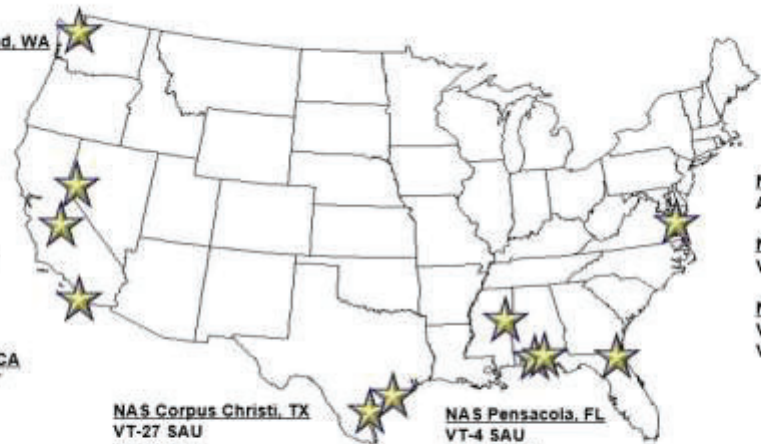 d, WA
CA
NAS Corpus Christi, TX
VT-27 SAU
NAS Pensacola, FL
VT-4 SAU
N
A
N
V
N
V
V